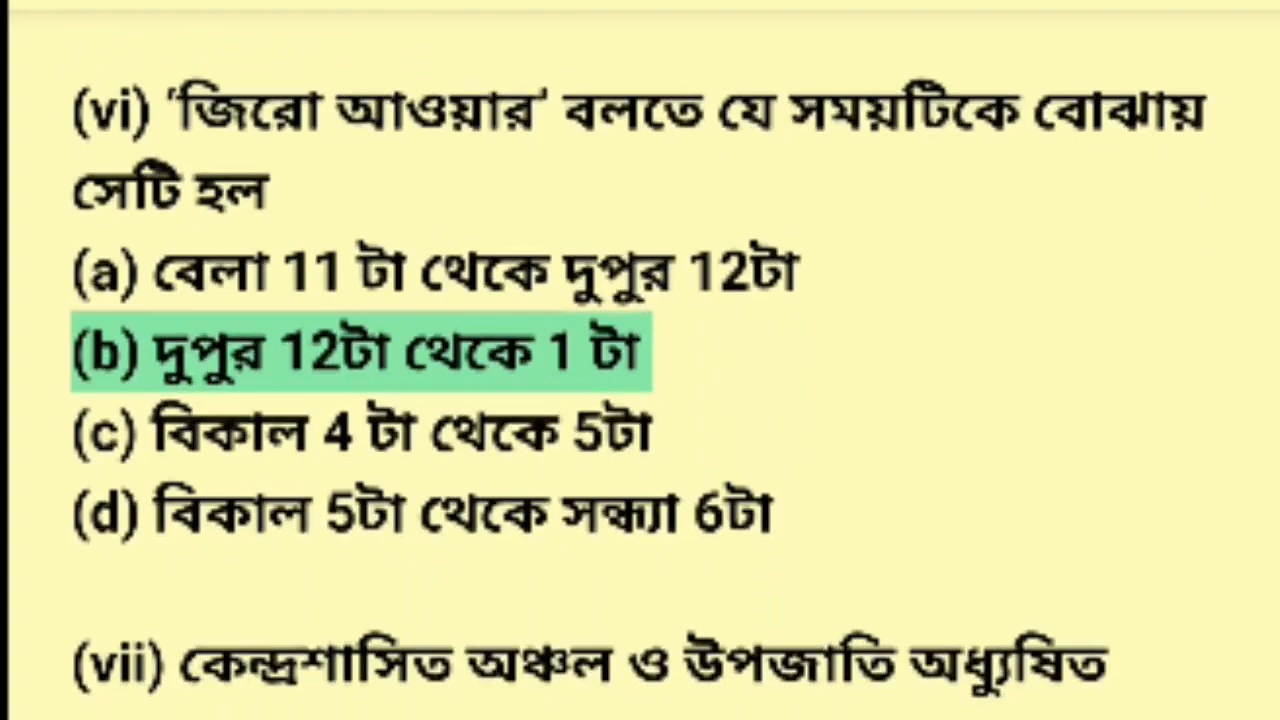 (vi) ‘জিরো আওয়ার’ বলতে যে সময়টিকে বোঝায়
সেটি হল
(a) বেলা 11 টা থেকে দুপুর 12টা
(b) দুপুর 12টা থেকে 1 টা
(c) বিকাল 4 টা থেকে 5টা
(d) বিকাল 5টা থেকে সন্ধ্যা 6টা
(vii) কেন্দ্রশাসিত অঞ্চল ও উপজাতি অধ্যুষিত